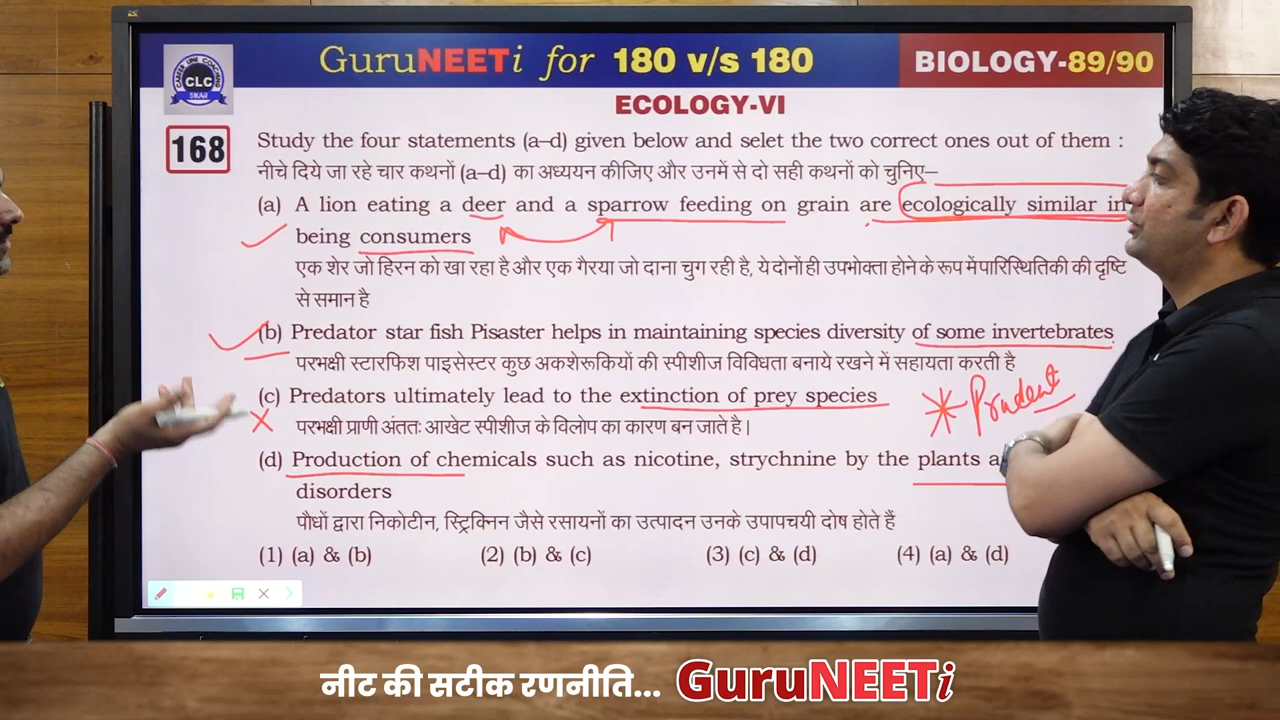 GuruNEETi for 180 v/s 180
BIOLOGY-89/90
CAREER LINE COACHING
CLC
SIKAR
ECOLOGY-VI
168
Study the four statements (a–d) given below and selet the two correct ones out of them :
नीचे दिये जा रहे चार कथनों (a–d) का अध्ययन कीजिए और उनमें से दो सही कथनों को चुनिए–
(a) A lion eating a deer and a sparrow feeding on grain are ecologically similar in
being consumers
एक शेर जो हिरन को खा रहा है और एक गैरया जो दाना चुग रही है, ये दोनों ही उपभोक्ता होने के रूप में पारिस्थितिकी की दृष्टि
से समान है
(b) Predator star fish Pisaster helps in maintaining species diversity of some invertebrates
परभक्षी स्टारफिश पाइसेस्टर कुछ अकशेरूकियों की स्पीशीज विविधता बनाये रखने में सहायता करती है
(c) Predators ultimately lead to the extinction of prey species
Prudent
परभक्षी प्राणी अंततः आखेट स्पीशीज के विलोप का कारण बन जाते है।
(d) Production of chemicals such as nicotine, strychnine by the plants a
disorders
पौधों द्वारा निकोटीन, स्ट्रिक्निन जैसे रसायनों का उत्पादन उनके उपापचयी दोष होते हैं
(1) (a) & (b) (2) (b) & (c) (3) (c) & (d) (4) (a) & (d)
नीट की सटीक रणनीति... GuruNEETi